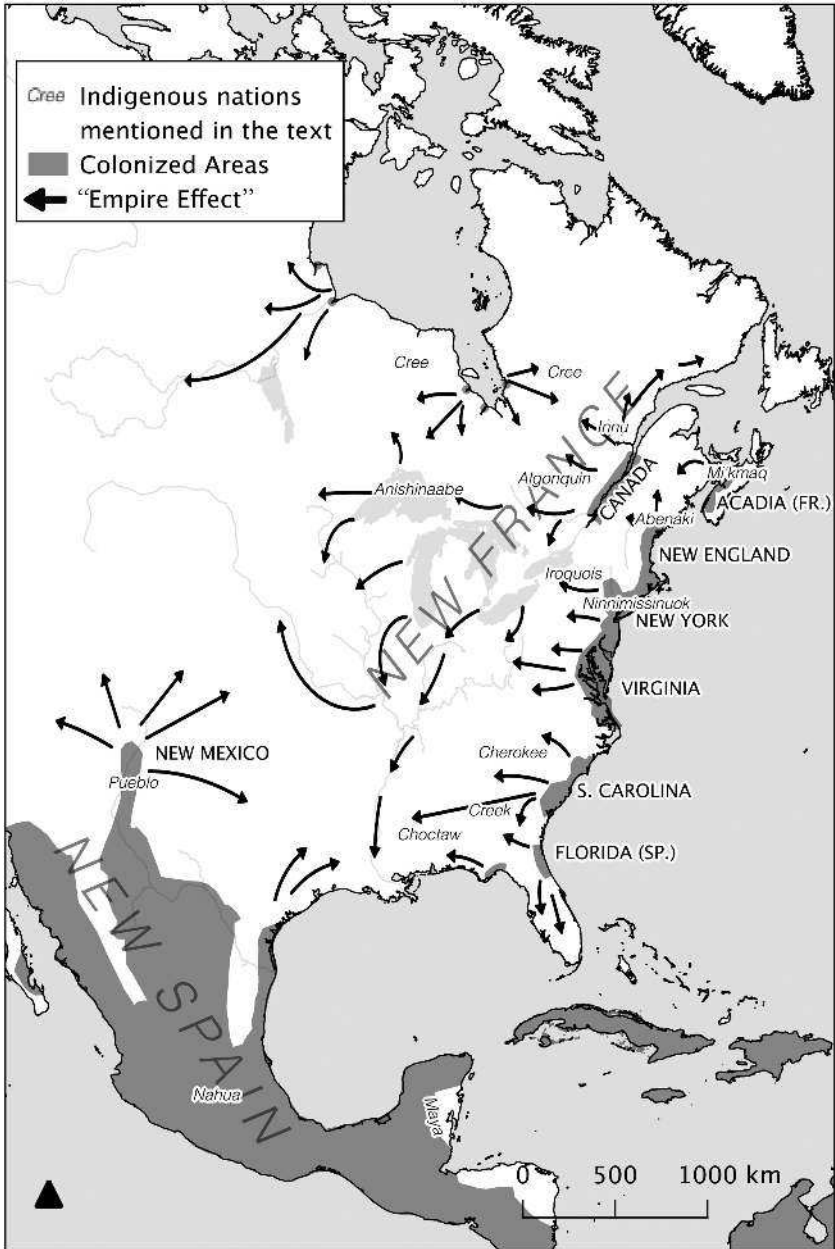 Cree Indigenous nations
mentioned in the text
Colonized Areas
“Empire Effect”
Cree
Cree
Innu
NEW FRANCE
Algonquin
CANADA
Mi'kmaq
Anishinaabe
ACADIA (FR.)
Abenaki
NEW ENGLAND
Iroquois
Ninnimissinuok
NEW YORK
VIRGINIA
NEW MEXICO
Pueblo
Cherokee
S. CAROLINA
Creek
Choctaw
FLORIDA (SP.)
NEW SPAIN
Nahua
Maya
0 500 1000 km